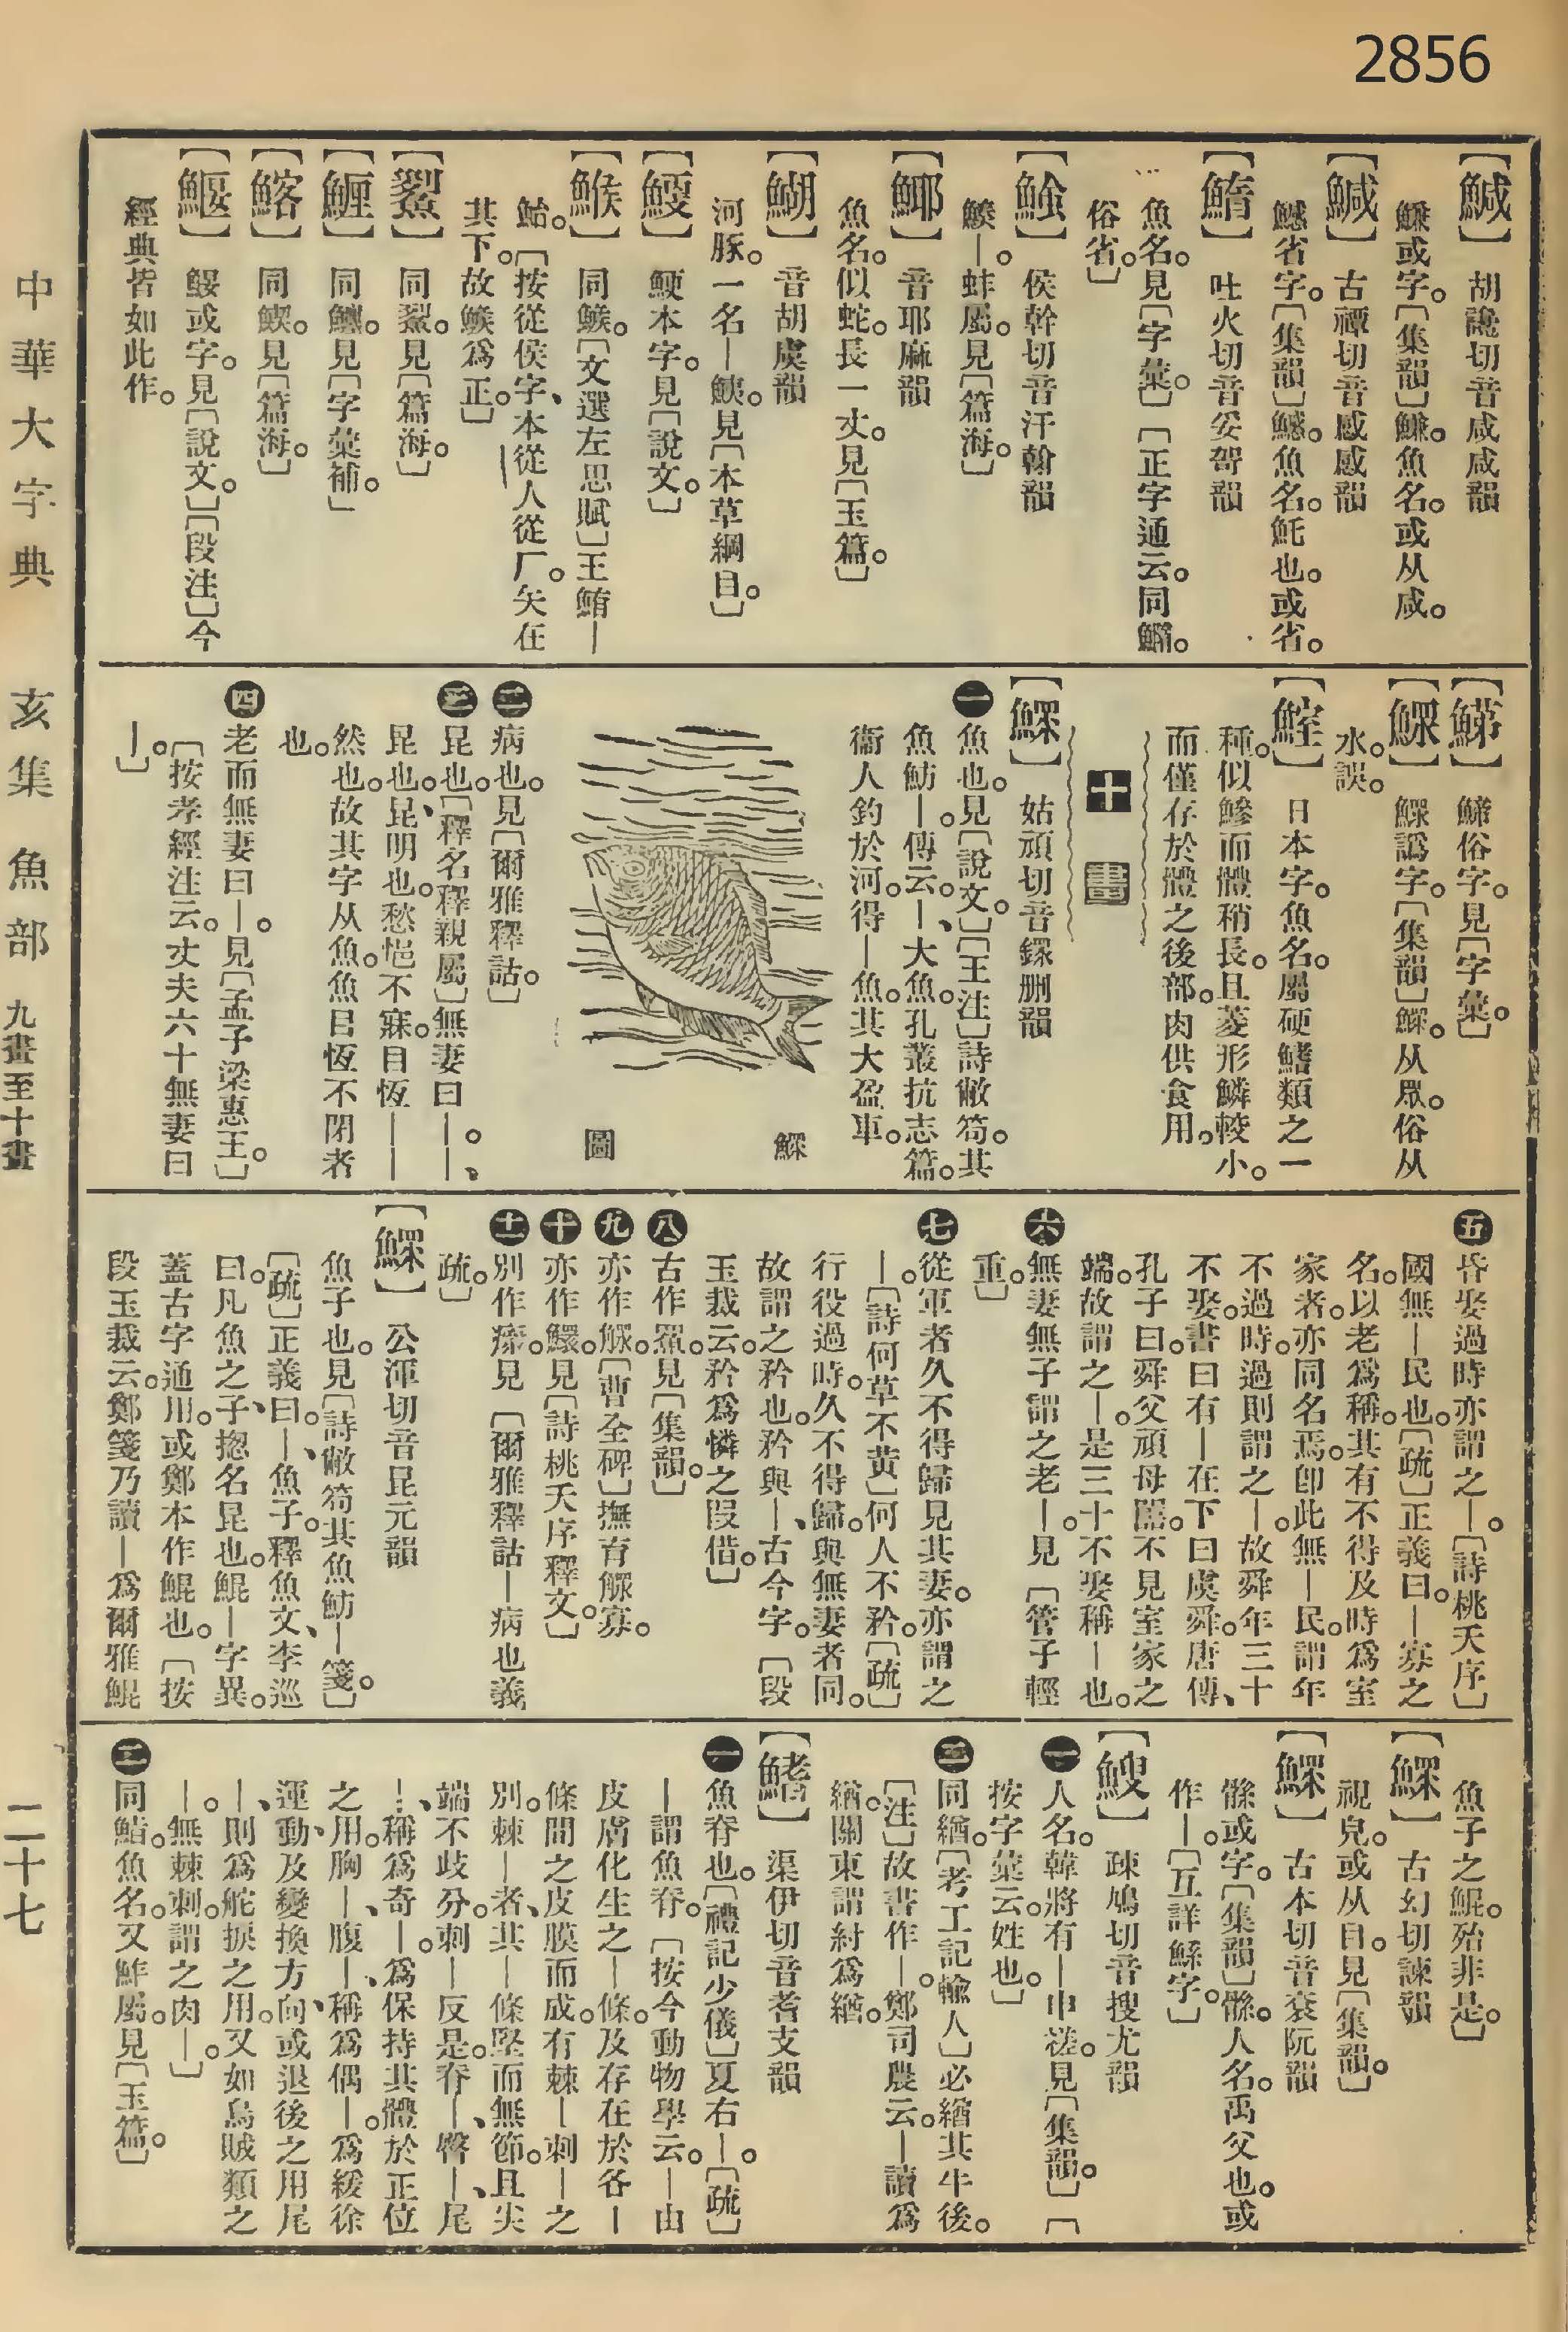 2856
【鰔】胡讒切音咸咸韻
鰜或字。〔集韻〕鰜。魚名。或从咸。
【鰔】古禫切音感感韻
鱤省字。〔集韻〕鱤。魚名。魠也。或省。
【鰖】吐火切音妥哿韻
魚名。見〔字彙。〕〔正字通云。同鱅。
俗省。〕
侯幹切音汗翰韻
鰷—。蚌屬。見〔篇海。〕
【䱹】音耶麻韻
魚名。似蛇。長一丈。見〔玉篇。〕
【鰗】音胡虞韻
河豚。一名—鮧。見〔本草綱目。〕
【鯾】鯁本字。見〔說文。〕
【鯸】同鯸。〔文選左思賦〕王鮪—
鮐。〔按從侯字、本從人從厂。矢在
其下。故鯸爲正。〕
同鯬。見〔篇海。〕
【䱳】同鱷。見〔字彙補。〕
同鰐。見〔篇海。〕
【鰋】鰋或字。見〔說文。〕〔段注〕今
經典皆如此作。
鯑俗字。見〔字彙。〕
【鰥】鰥譌字。〔集韻〕鰥。从眔。俗从
水。誤。
【鰘】日本字。魚名。屬硬鰭類之一
種。似鰺而體稍長。且菱形鱗較小。
而僅存於體之後部。肉供食用。
十畫
【鰥】姑頑切音鏍刪韻
一 魚也。見〔說文。〕〔王注〕詩敝笱。其
魚魴—。傳云。—、大魚。孔叢抗志篇。
衞人釣於河。得—魚。其大盈車。
鰥圖
二 病也。見〔爾雅釋詁。〕
三 昆也。〔釋名釋親屬〕無妻曰—。—、
昆也。昆、明也。愁悒不寐。目恆——
然也。故其字从魚。魚目恆不閉者
也。
四 老而無妻曰—。見〔孟子梁惠王。〕
〔按孝經注云。丈夫六十無妻曰
—。〕
五 昏娶過時亦謂之—。〔詩桃夭序〕
國無—民也。〔疏〕正義曰。—寡之
名。以老爲稱。其有不得及時爲室
家者。亦同名焉。卽此無—民。謂年
不過時。過則謂之—。故舜年三十
不娶。書曰有—在下曰虞舜。唐傳、
孔子曰。舜父頑母嚚。不見室家之
端。故謂之—。是三十不娶稱—也。
六 無妻無子謂之老—。見〔管子輕
重。〕
七 從軍者久不得歸見其妻。亦謂之
—。〔詩何草不黃〕何人不矜。〔疏〕
行役過時。久不得歸。與無妻者同。
故謂之矜也。矜與—、古今字。〔段
玉裁云。矜爲憐之叚借。〕
八 古作䍡。見〔集韻。〕
九 亦作𩹌。〔曹全碑〕撫育𩹌寡。
十 亦作鱞。見〔詩桃夭序釋文。〕
十一 別作瘝。見〔爾雅釋詁—病也義
疏。〕
【鰥】公渾切音昆元韻
魚子也。見〔詩敝笱其魚魴—箋。〕
〔疏〕正義曰。—、魚子。釋魚文、李巡
曰。凡魚之子、揔名昆也。鯤—字異。
蓋古字通用。或鄭本作鯤也。〔按
段玉裁云。鄭箋乃讀—爲爾雅鯤
魚子之鯤。殆非是。〕
【鰥】古幻切諫韻
視皃。或从目。見〔集韻。〕
【鰥】古本切音袞阮韻
鯀或字。〔集韻〕鯀。人名。禹父也。或
作—。〔互詳鯀字。〕
【鰠】疎鳩切音搜尤韻
一 人名。韓將有—申𧪚。見〔集韻。〕〔
按字彙云。姓也。〕
二 同緧。〔考工記輈人〕必緧其牛後。
〔注〕故書作—。鄭司農云。—讀爲
緧。關東謂紂爲緧。
【鰭】渠伊切音耆支韻
一 魚脊也。〔禮記少儀〕夏右—。〔疏〕
—謂魚脊。〔按今動物學云。—由
皮膚化生之—條。及存在於各—
條間之皮膜而成。有棘—刺—之
別。棘—者、其—條堅而無節。且尖
端不歧分。刺—反是。脊—、臀—、尾
—、稱爲奇—。爲保持其體於正位
之用。胸—、腹—、稱爲偶—。爲緩徐
運動、及變換方向、或退後之用。尾
—、則爲舵捩之用。又如烏賊類之
—。無棘刺。謂之肉—。〕
二 同鮨。魚名。又鮓屬。見〔玉篇。〕
中華大字典　亥集　魚部　九畫至十畫　二十七